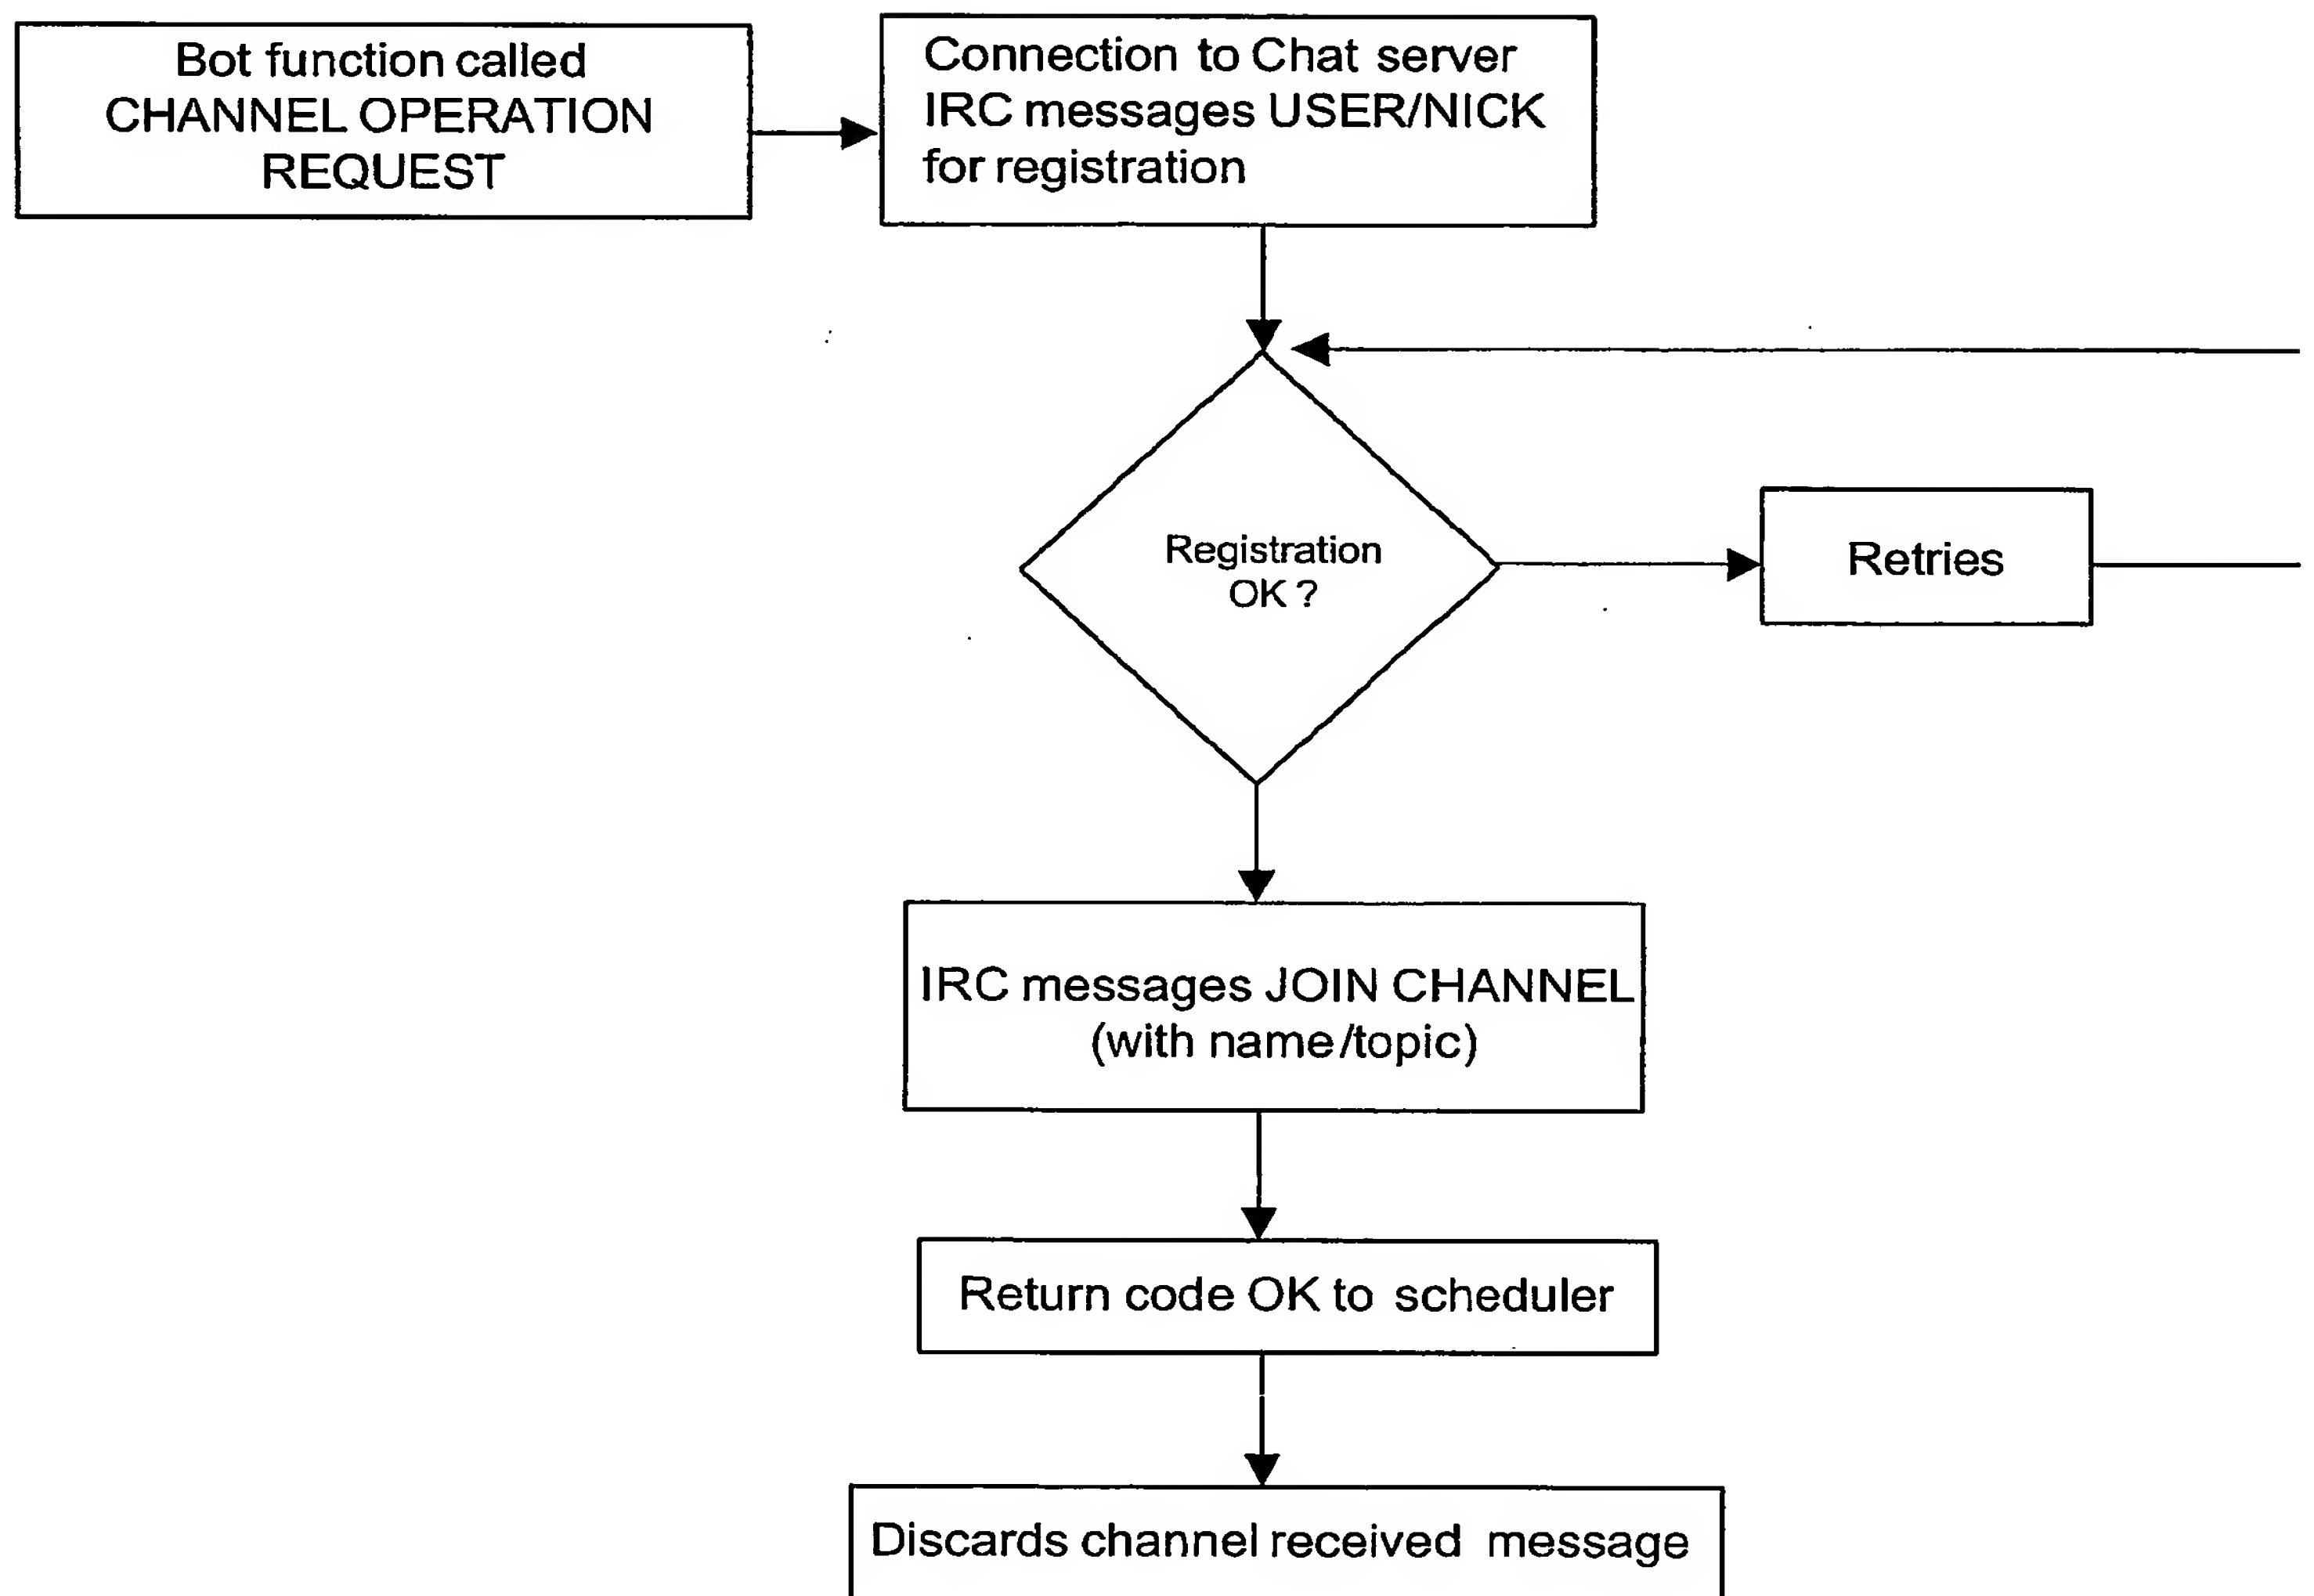 Bot function called
CHANNEL OPERATION
REQUEST
Connection to Chat server
IRC messages USER/NICK
for registration
Registration
OK ?
Retries
IRC messages JOIN CHANNEL
(with name/topic)
Return code OK to scheduler
Discards channel received message